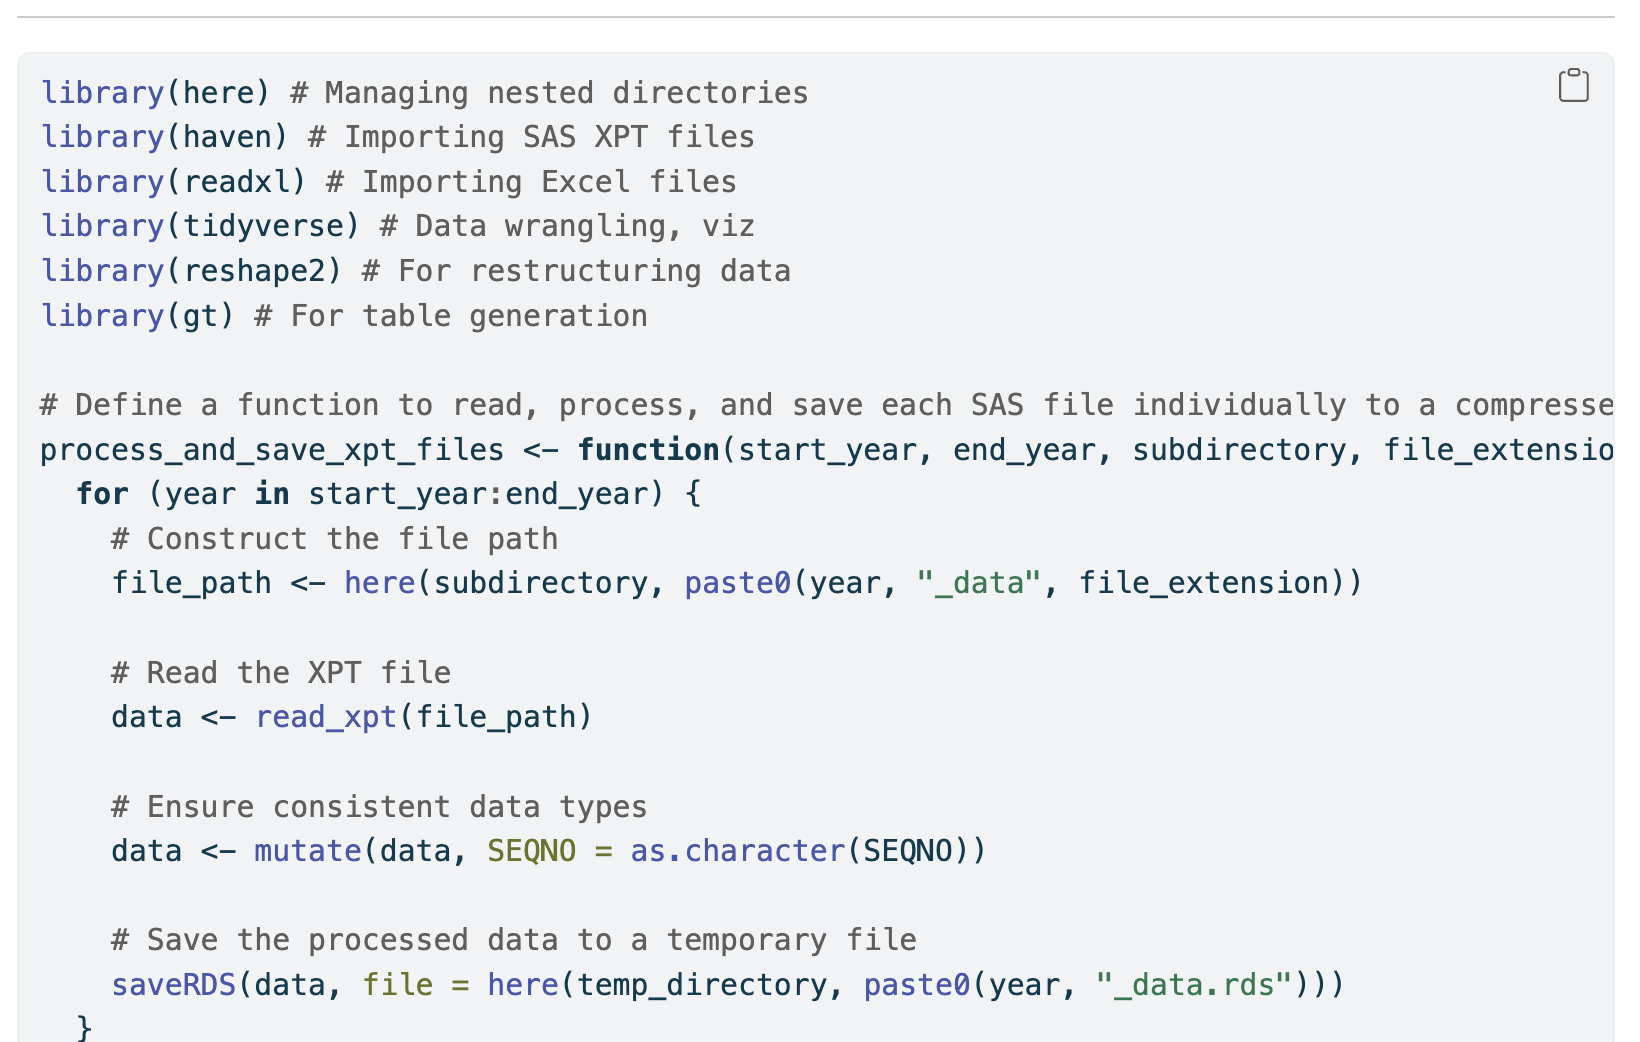 library(here) # Managing nested directories
library(haven) # Importing SAS XPT files
library(readxl) # Importing Excel files
library(tidyverse) # Data wrangling, viz
library(reshape2) # For restructuring data
library(gt) # For table generation

# Define a function to read, process, and save each SAS file individually to a compresse
process_and_save_xpt_files <- function(start_year, end_year, subdirectory, file_extensio
  for (year in start_year:end_year) {
    # Construct the file path
    file_path <- here(subdirectory, paste0(year, "_data", file_extension))

    # Read the XPT file
    data <- read_xpt(file_path)

    # Ensure consistent data types
    data <- mutate(data, SEQNO = as.character(SEQNO))

    # Save the processed data to a temporary file
    saveRDS(data, file = here(temp_directory, paste0(year, "_data.rds")))
  }